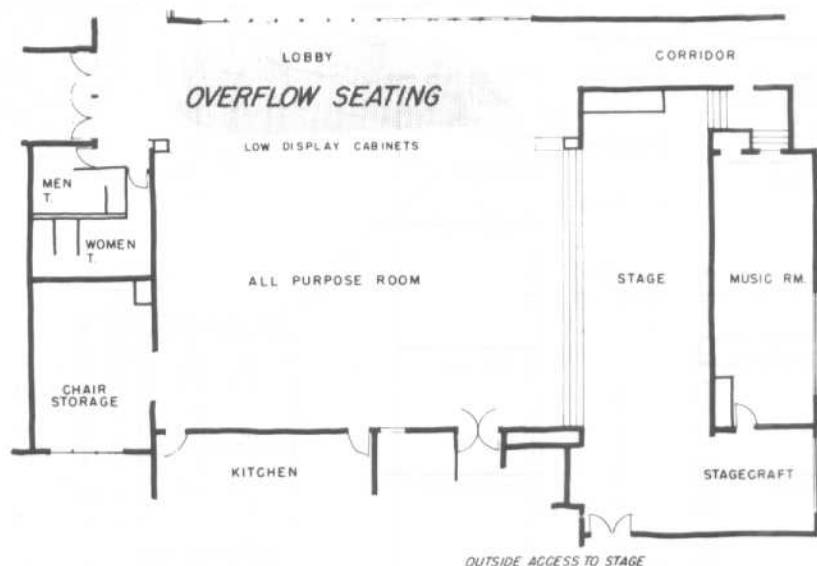 LOBBY
CORRIDOR
OVERFLOW SEATING
LOW DISPLAY CABINETS
MEN
T.
WOMEN
T.
ALL PURPOSE ROOM
STAGE
MUSIC RM.
CHAIR
STORAGE
KITCHEN
STAGECRAFT
OUTSIDE ACCESS TO STAGE